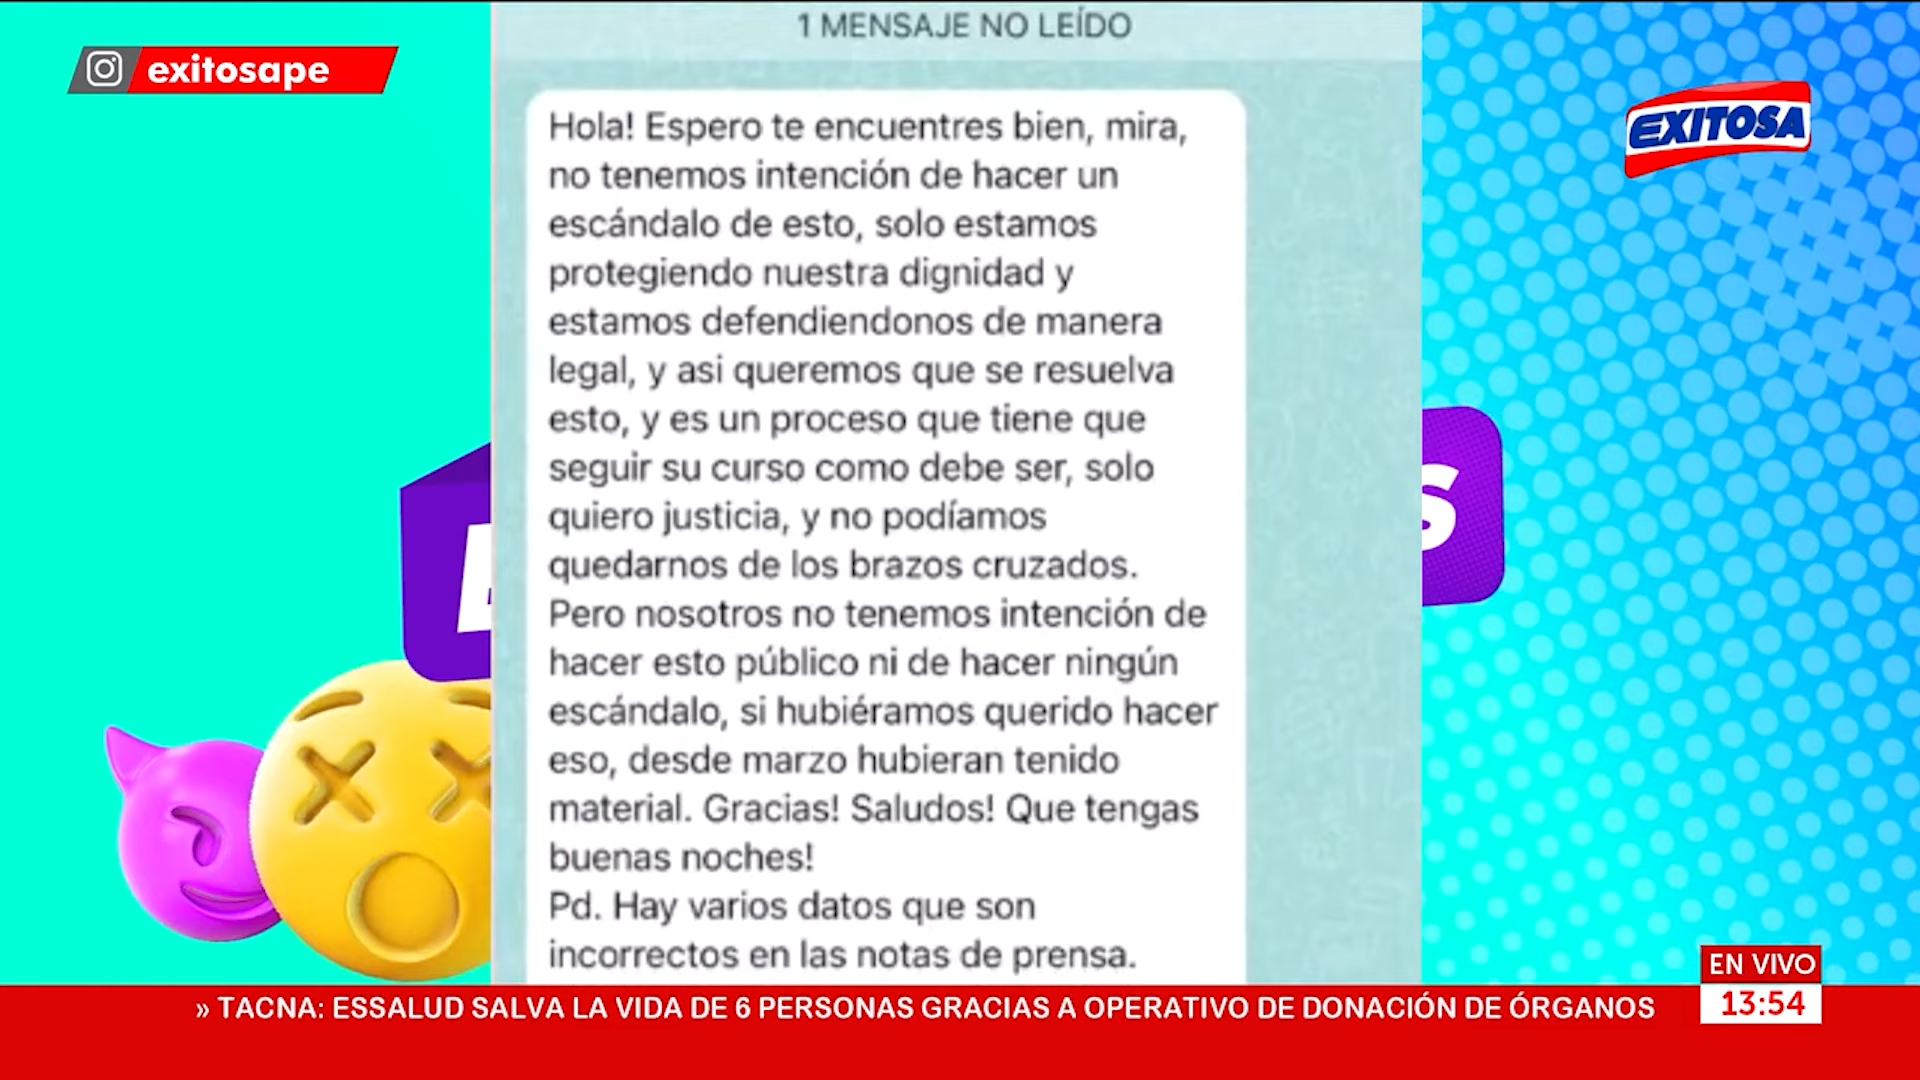 1 MENSAJE NO LEÍDO
exitosape
EXITOSA
Hola! Espero te encuentres bien, mira,
no tenemos intención de hacer un
escándalo de esto, solo estamos
protegiendo nuestra dignidad y
estamos defendiendonos de manera
legal, y asi queremos que se resuelva
esto, y es un proceso que tiene que
seguir su curso como debe ser, solo
quiero justicia, y no podíamos
quedarnos de los brazos cruzados.
Pero nosotros no tenemos intención de
hacer esto público ni de hacer ningún
escándalo, si hubiéramos querido hacer
eso, desde marzo hubieran tenido
material. Gracias! Saludos! Que tengas
buenas noches!
Pd. Hay varios datos que son
incorrectos en las notas de prensa.
S
EN VIVO
» TACNA: ESSALUD SALVA LA VIDA DE 6 PERSONAS GRACIAS A OPERATIVO DE DONACIÓN DE ÓRGANOS
13:54